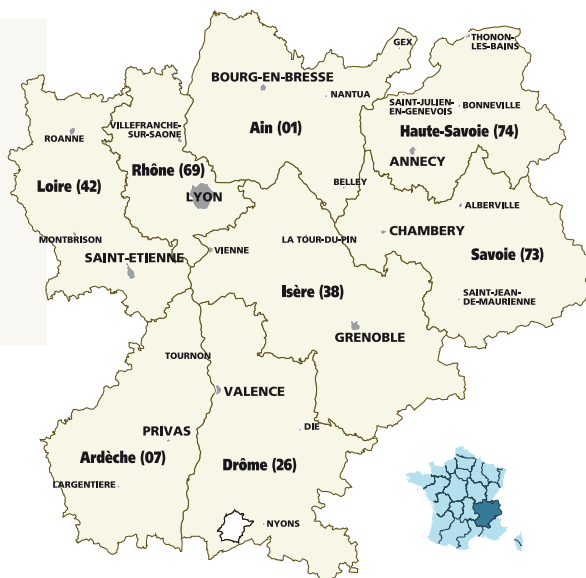 GEX
THONON-
LES-BAINS
BOURG-EN-BRESSE
NANTUA
SAINT-JULIEN
EN-GENEVOIS
BONNEVILLE
VILLEFRANCHE-
SUR-SAONE
Ain (01)
Haute-Savoie (74)
ROANNE
ANNECY
Rhône (69)
Loire (42)
BELLEY
LYON
ALBERVILLE
MONTBRISON
LA TOUR-DU-PIN
CHAMBERY
VIENNE
SAINT-ETIENNE
Savoie (73)
Isère (38)
SAINT-JEAN-
DE-MAURIENNE
GRENOBLE
TOURNON
VALENCE
PRIVAS
DIE
Ardèche (07)
Drôme (26)
LARGENTIERE
NYONS